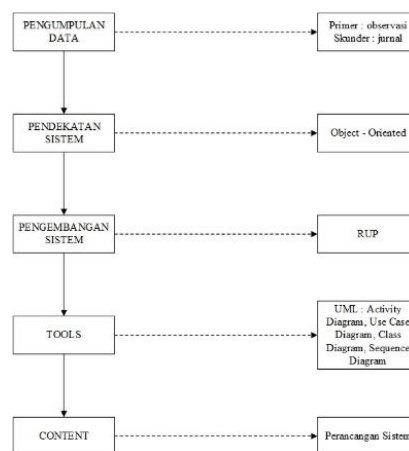 PENGUMPULAN
DATA
Primer : observasi
Skunder : jurnal
PENDEKATAN
SISTEM
Object - Oriented
PENGEMBANGAN
SISTEM
RUP
TOOLS
UML : Activity
Diagram, Use Case
Diagram, Class
Diagram, Sequence
Diagram
CONTENT
Perancangan Sistem